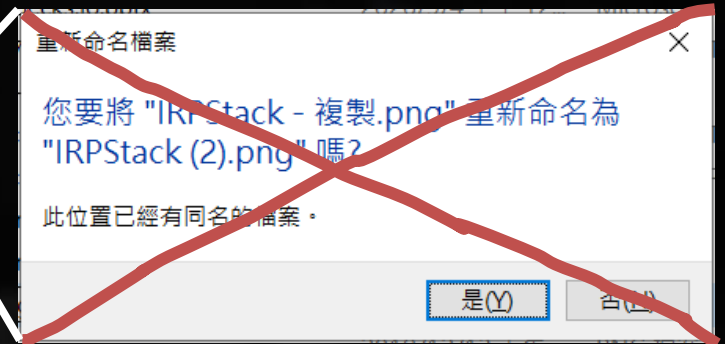 重新命名檔案
您要將 "IRPStack - 複製.png" 重新命名為
"IRPStack (2).png" 嗎?
此位置已經有同名的檔案。
是(Y)
否(N)